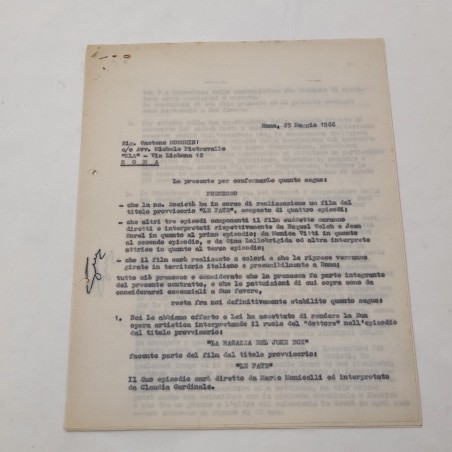 Roma, 25 Maggio 1966
Sig. Gastone MOSCHIN
c/o Avv. Michele Pietravalle
"CLA" - Via Lisbona 12
R O M A
La presente per confermarLe quanto segue:
PREMESSO
- che la ns. Società ha in corso di realizzazione un film dal
titolo provvisorio "LE FATE", composto di quattro episodi;
- che altri tre episodi componenti il film suddetto saranno
diretti e interpretati rispettivamente da Raquel Welch e Jean
Sorel in quanto al primo episodio; da Monica Vitti in quanto
al secondo episodio, e da Gina Lollobrigida ed altra interprete
attrice in quanto al terzo episodio;
- che il film sarà realizzato a colori e che le riprese verranno
girate in territorio italiano e presumibilmente a Roma;
tutto ciò premesso e considerando che la premessa fa parte integrante
del presente contratto, e che le pattuizioni di cui sopra sono da
considerarsi essenziali a Suo favore,
resta fra noi definitivamente stabilito quanto segue:
1. Noi Le abbiamo offerto e Lei ha accettato di rendere la Sua
opera artistica interpretando il ruolo del "dottore" nell'episodio
dal titolo provvisorio:
"LA RAGAZZA DEL JUKE BOX"
facente parte del film dal titolo provvisorio:
"LE FATE"
Il Suo episodio sarà diretto da Mario Monicelli ed interpretato
da Claudia Cardinale.